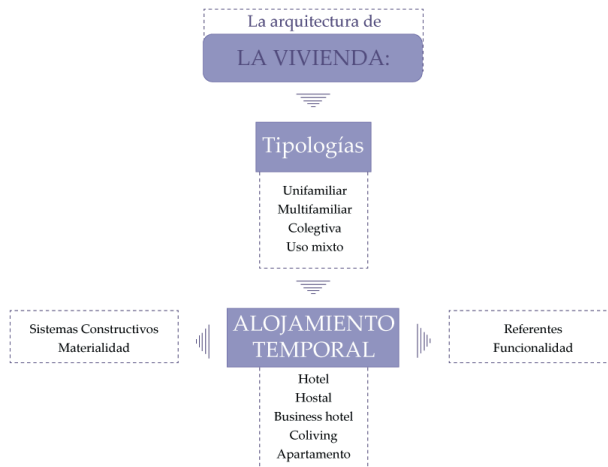 La arquitectura de
LA VIVIENDA:
Tipologías
Unifamiliar
Multifamiliar
Colegtiva
Uso mixto
Sistemas Constructivos
Materialidad
ALOJAMIENTO
TEMPORAL
Referentes
Funcionalidad
Hotel
Hostal
Business hotel
Coliving
Apartamento